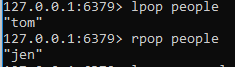 127.0.0.1:6379> lpop people
"tom"
127.0.0.1:6379> rpop people
"jen"